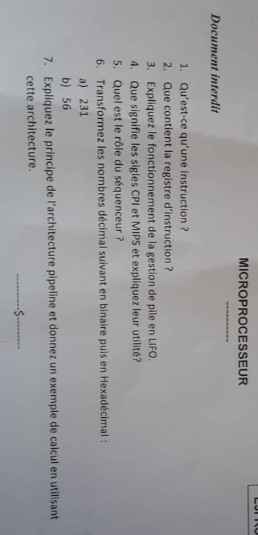 MICROPROCESSEUR
-----------
Document interdit
1. Qu'est-ce qu'une instruction ?
2. Que contient la registre d'instruction ?
3. Expliquez le fonctionnement de la gestion de pile en LIFO.
4. Que signifie les sigles CPI et MIPS et expliquez leur utilité?
5. Quel est le rôle du séquenceur ?
6. Transformez les nombres décimal suivant en binaire puis en Hexadécimal :
a) 231
b) 56
7. Expliquez le principe de l'architecture pipeline et donnez un exemple de calcul en utilisant
cette architecture.
-----------$---------